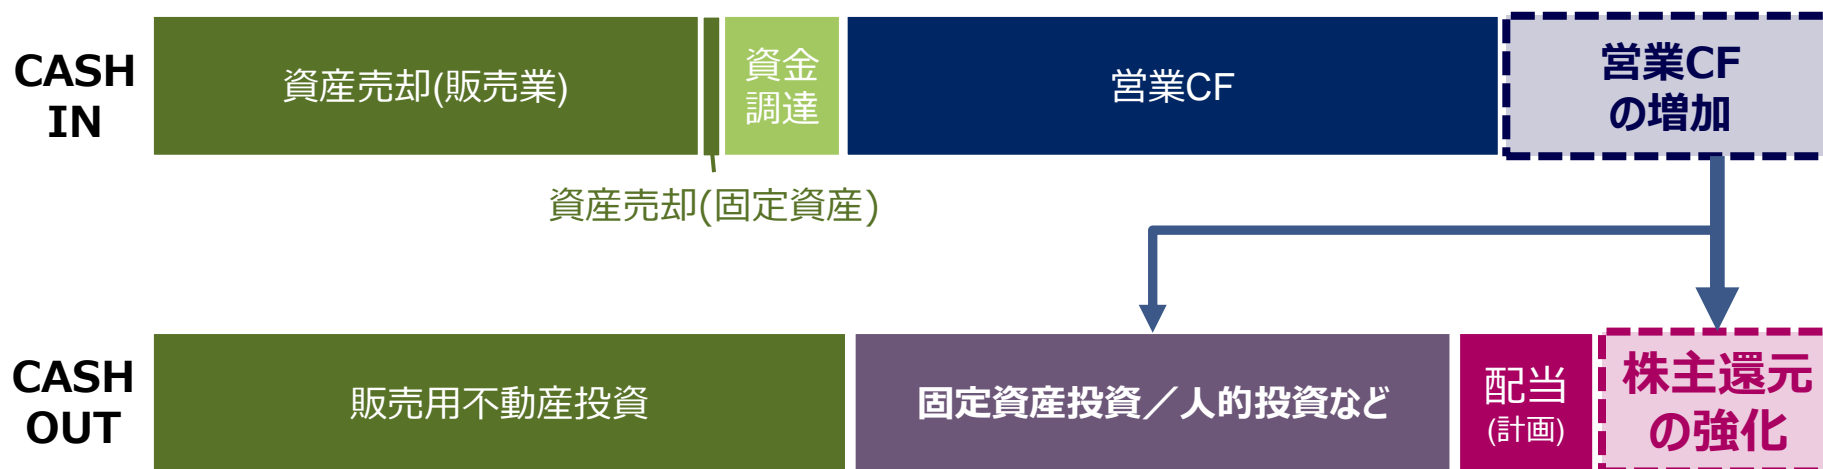 CASH
IN
資産売却(販売業)
資金
調達
営業CF
営業CF
の増加
資産売却(固定資産)
CASH
OUT
販売用不動産投資
固定資産投資／人的投資など
配当
(計画)
株主還元
の強化